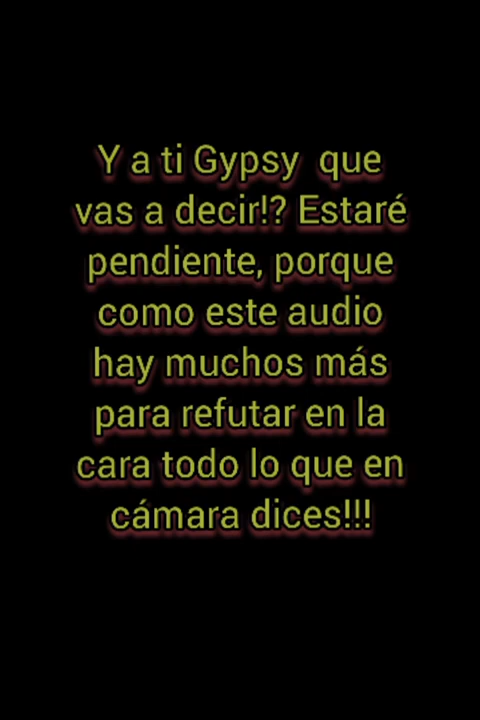 Y a ti Gypsy que
vas a decir!? Estaré
pendiente, porque
como este audio
hay muchos más
para refutar en la
cara todo lo que en
cámara dices!!!